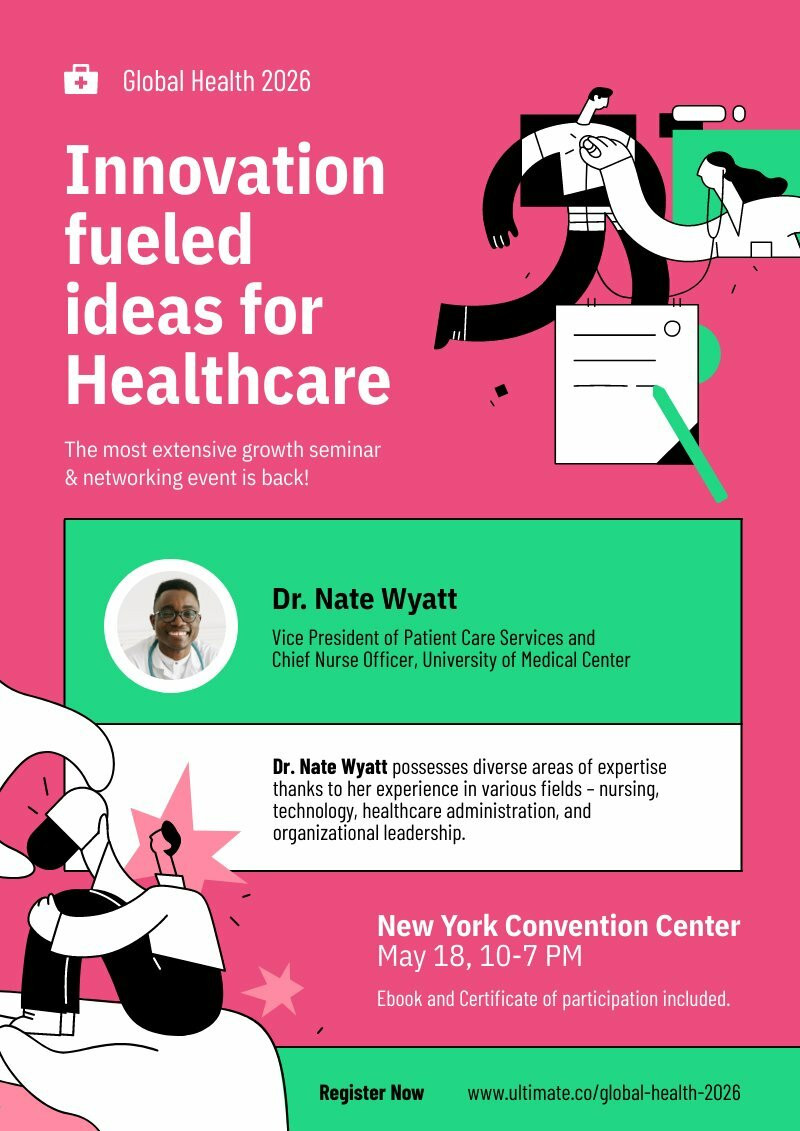 Global Health 2026
Innovation
fueled
ideas for
Healthcare
The most extensive growth seminar
& networking event is back!
Dr. Nate Wyatt
Vice President of Patient Care Services and
Chief Nurse Officer, University of Medical Center
Dr. Nate Wyatt possesses diverse areas of expertise
thanks to her experience in various fields – nursing,
technology, healthcare administration, and
organizational leadership.
New York Convention Center
May 18, 10-7 PM
Ebook and Certificate of participation included.
Register Now www.ultimate.co/global-health-2026